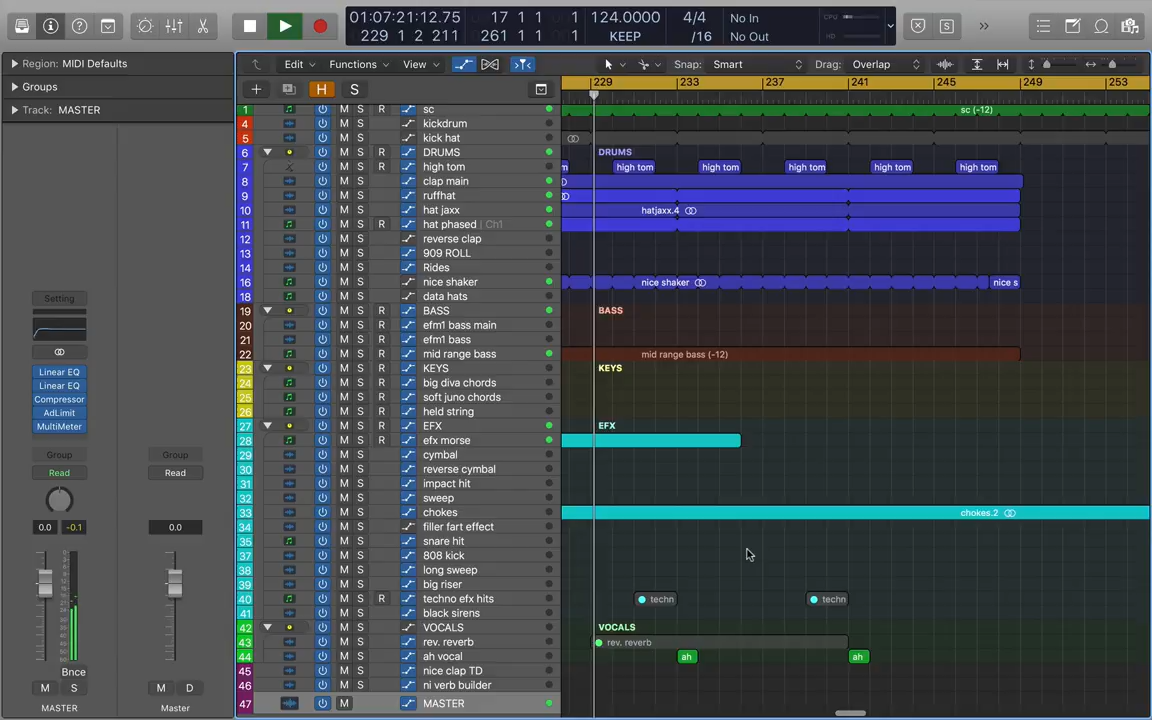 01:07:21:12.75
229 1 2 211
17 1 1 1
261 1 1 1
124.0000
KEEP
4/4
/16
No In
No Out
CPU
HD
S
Region: MIDI Defaults
Groups
Track: MASTER
Edit
Functions
View
Snap: Smart
Drag: Overlap
H
S
229
233
237
241
245
249
253
1 M S R sc
sc (-12)
4 M S kickdrum
5 M S kick hat
6 M S R DRUMS
DRUMS
7 M S R high tom
high tom
high tom
high tom
high tom
high tom
8 M S clap main
9 M S ruffhat
10 M S hat jaxx
hatjaxx.4
11 M S R hat phased | Ch1
12 M S reverse clap
13 M S 909 ROLL
14 M S Rides
16 M S nice shaker
nice shaker
nice s
18 M S data hats
19 M S R BASS
BASS
20 M S efm1 bass main
21 M S efm1 bass
22 M S mid range bass
mid range bass (-12)
23 M S R KEYS
KEYS
24 M S big diva chords
25 M S soft juno chords
26 M S held string
27 M S R EFX
EFX
28 M S R efx morse
29 M S cymbal
30 M S reverse cymbal
31 M S impact hit
32 M S sweep
33 M S chokes
chokes.2
34 M S filler fart effect
35 M S snare hit
37 M S 808 kick
38 M S long sweep
39 M S big riser
40 M S R techno efx hits
techn
techn
41 M S black sirens
42 M S VOCALS
VOCALS
43 M S rev. reverb
rev. reverb
44 M S ah vocal
ah
ah
45 M S nice clap TD
46 M S ni verb builder
47 M MASTER
Setting
Linear EQ
Linear EQ
Compressor
AdLimit
MultiMeter
Group
Group
Read
Read
0.0
-0.1
0.0
Bnce
M S
M D
MASTER
Master